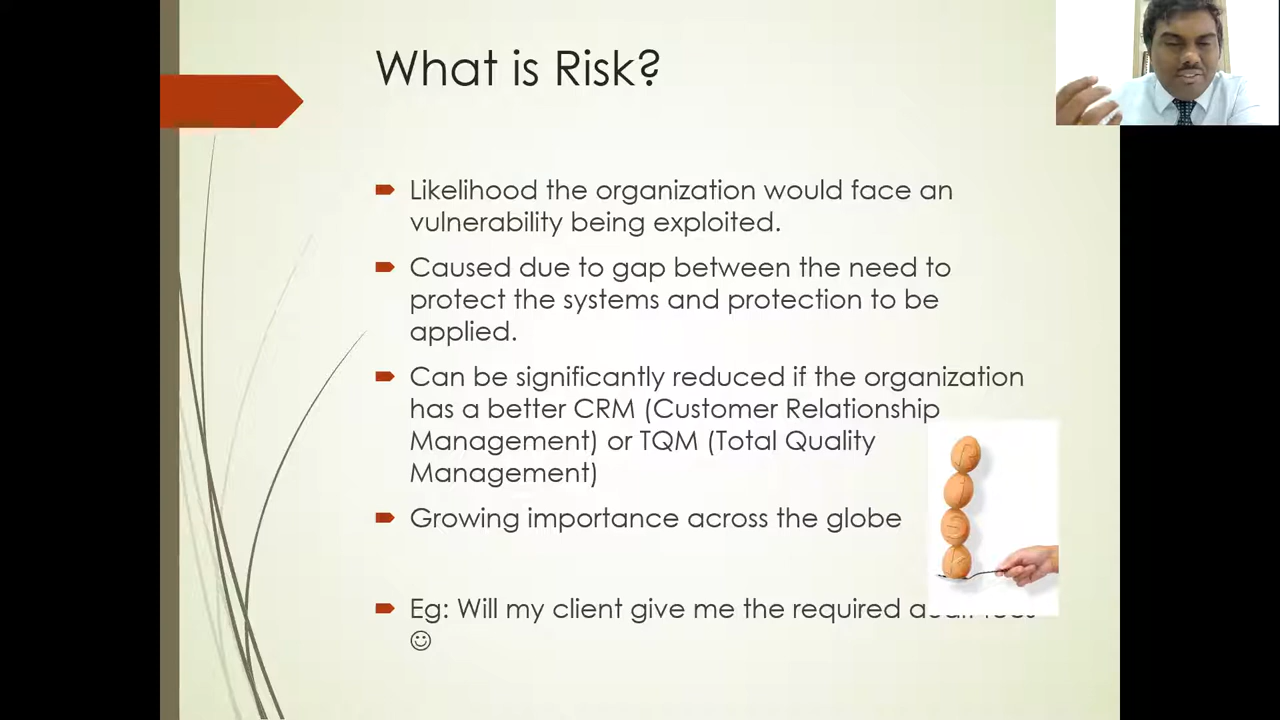 What is Risk?
Likelihood the organization would face an
vulnerability being exploited.
Caused due to gap between the need to
protect the systems and protection to be
applied.
Can be significantly reduced if the organization
has a better CRM (Customer Relationship
Management) or TQM (Total Quality
Management)
Growing importance across the globe
Eg: Will my client give me the required